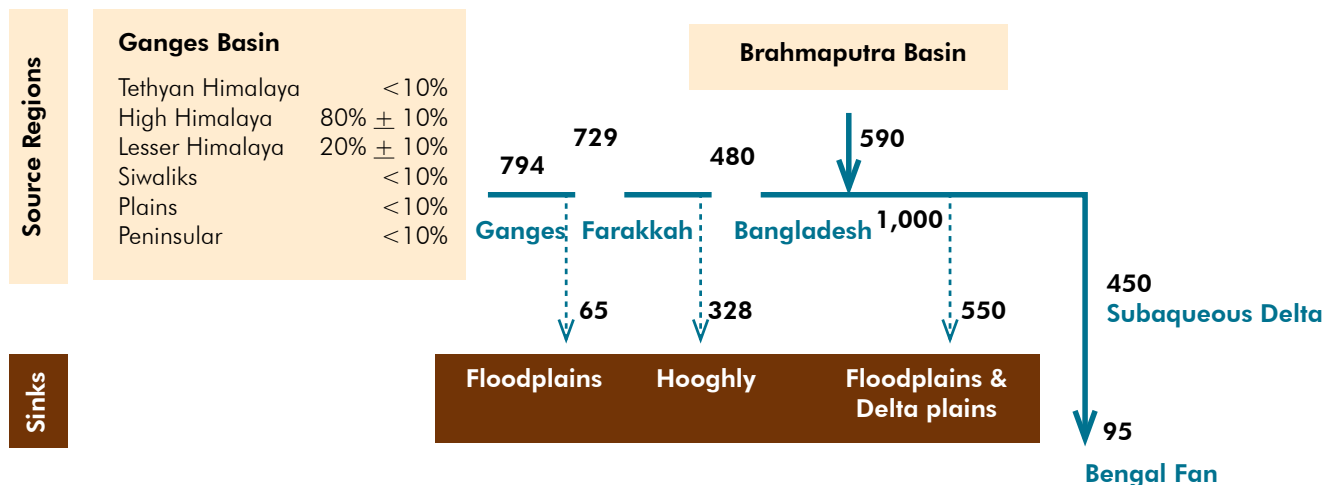 Source Regions
Ganges Basin
Tethyan Himalaya <10%
High Himalaya 80% ± 10%
Lesser Himalaya 20% ± 10%
Siwaliks <10%
Plains <10%
Peninsular <10%
Brahmaputra Basin
794
729
480
590
Ganges
Farakkah
Bangladesh
1,000
65
328
550
450
Subaqueous Delta
Sinks
Floodplains
Hooghly
Floodplains &
Delta plains
95
Bengal Fan